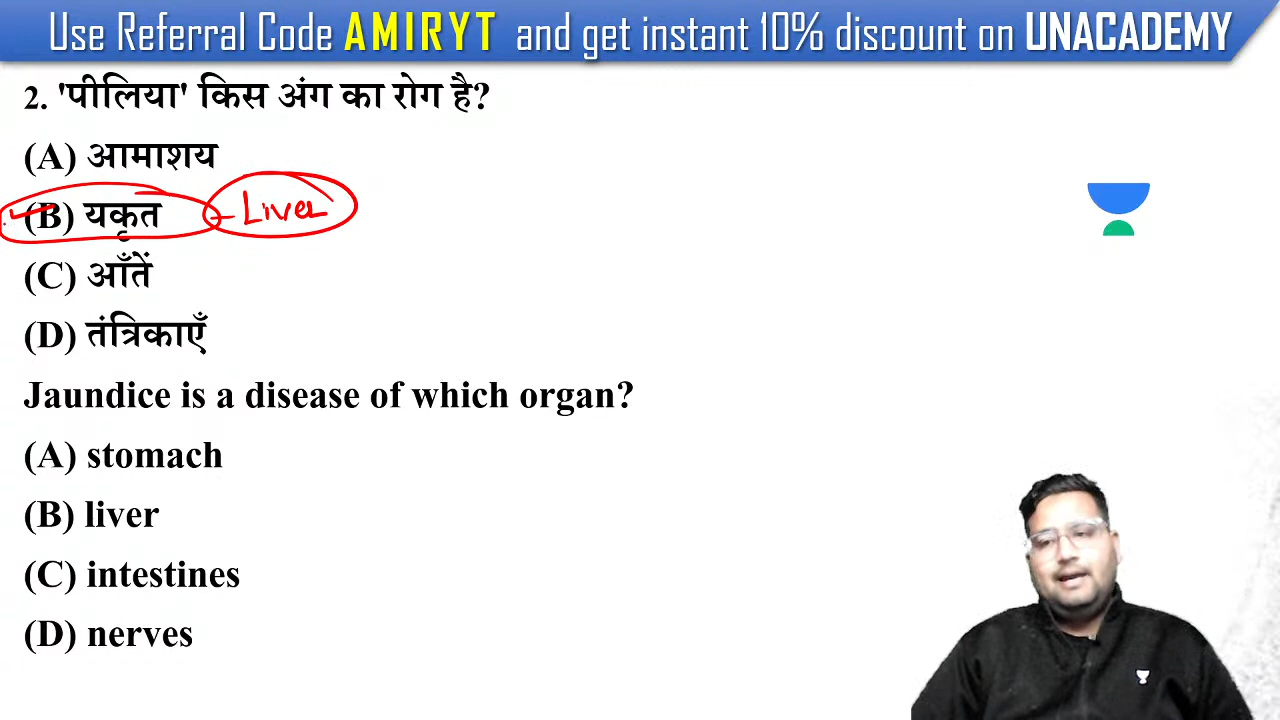 Use Referral Code AMIRYT and get instant 10% discount on UNACADEMY
2. 'पीलिया' किस अंग का रोग है?
(A) आमाशय
(B) यकृत - Liver
(C) आँतें
(D) तंत्रिकाएँ
Jaundice is a disease of which organ?
(A) stomach
(B) liver
(C) intestines
(D) nerves